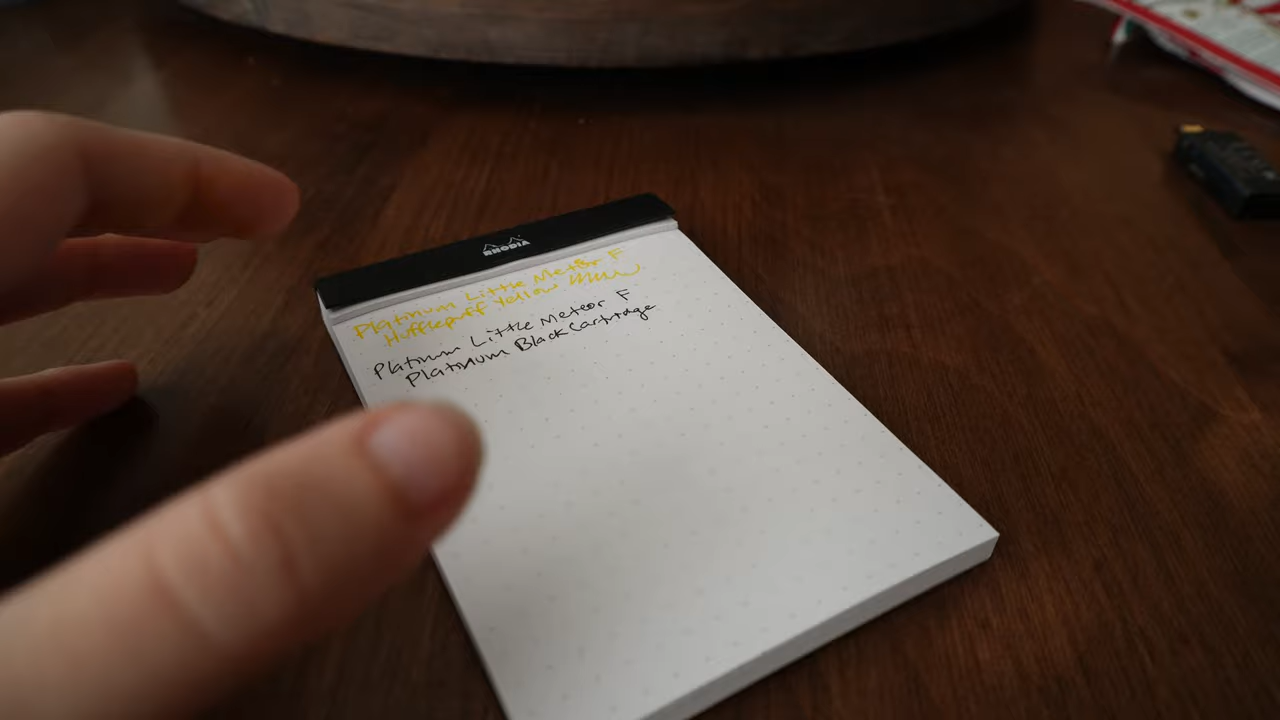 RHODIA
Platinum Little Meteor F
Hufflepuff Yellow
Platinum Little Meteor F
Platinum Black Cartridge